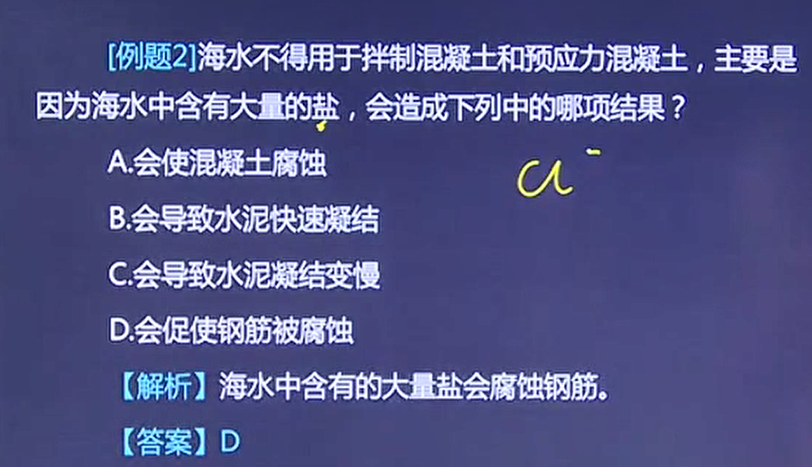 [例题2]海水不得用于拌制混凝土和预应力混凝土，主要是
因为海水中含有大量的盐，会造成下列中的哪项结果？
A.会使混凝土腐蚀
cl⁻
B.会导致水泥快速凝结
C.会导致水泥凝结变慢
D.会促使钢筋被腐蚀
【解析】海水中含有的大量盐会腐蚀钢筋。
【答案】D